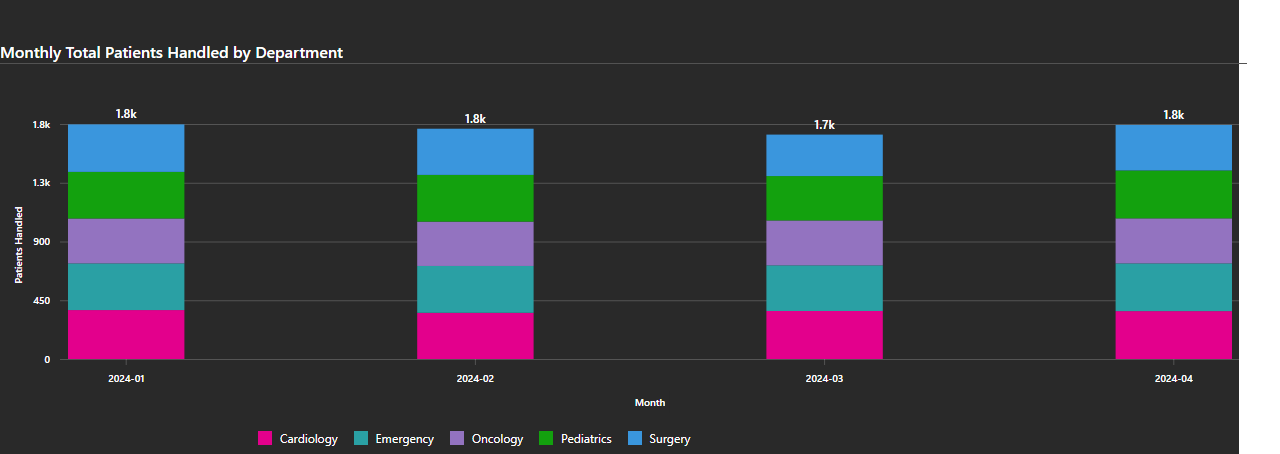 Monthly Total Patients Handled by Department
1.8k 1.8k 1.7k 1.8k
1.8k
1.3k
900
450
0
Patients Handled
2024-01 2024-02 2024-03 2024-04
Month
Cardiology Emergency Oncology Pediatrics Surgery